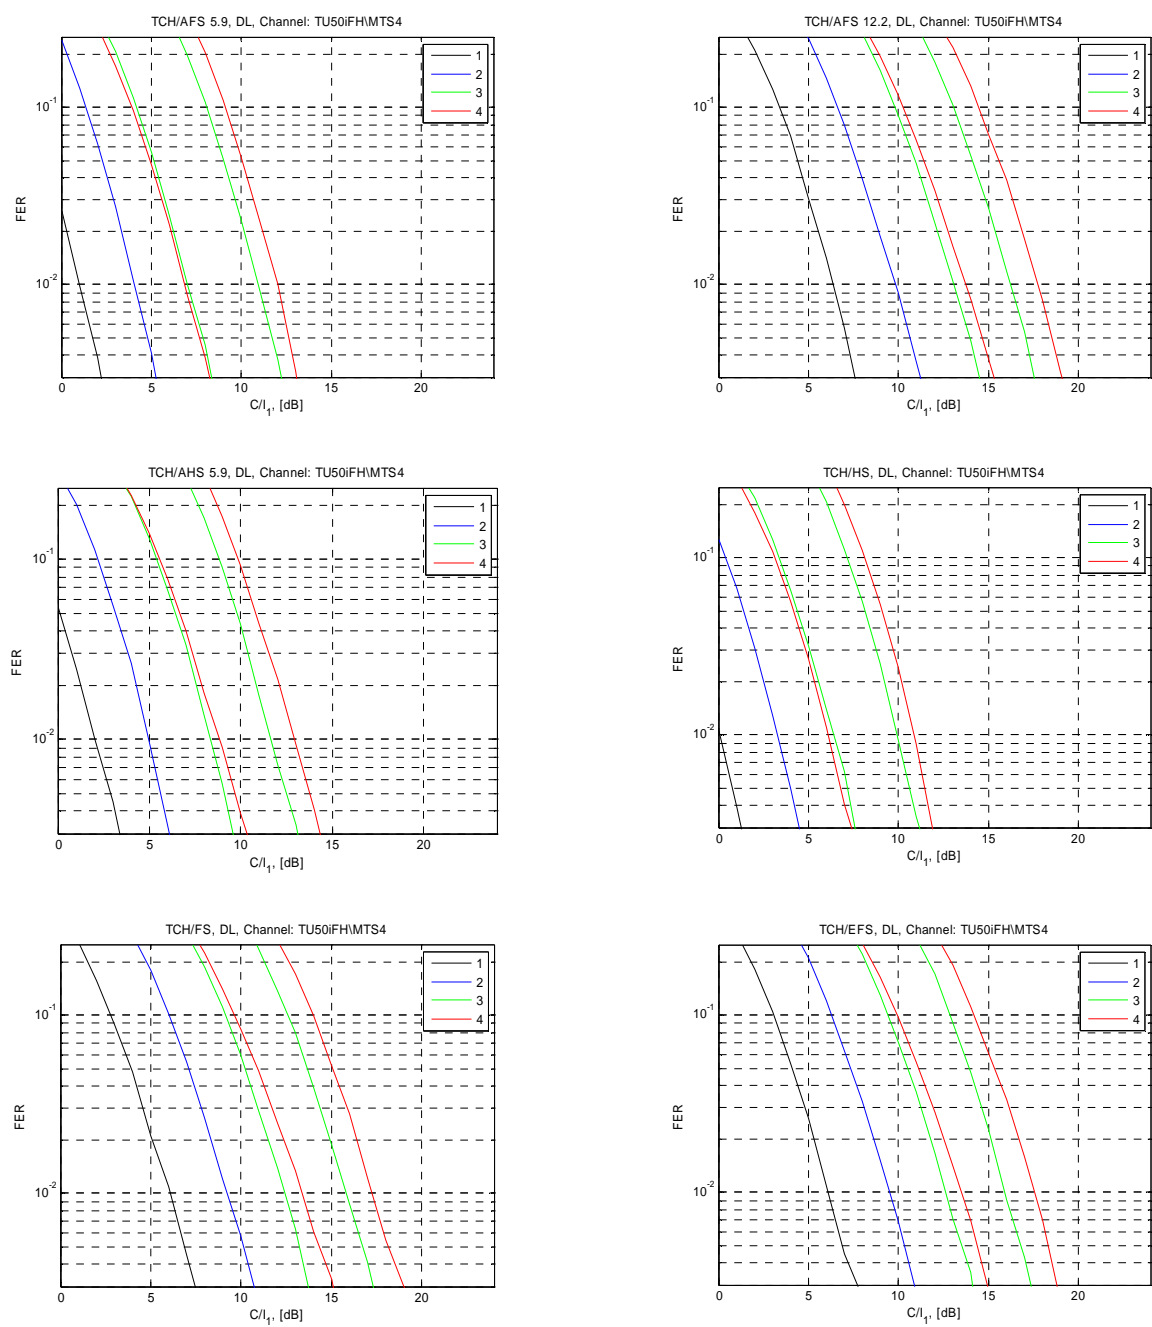 TCH/AFS 5.9, DL, Channel: TU50iFH\MTS4
1
2
3
4
10^-1
10^-2
FER
0 5 10 15 20
C/I_1, [dB]
TCH/AFS 12.2, DL, Channel: TU50iFH\MTS4
1
2
3
4
10^-1
10^-2
FER
0 5 10 15 20
C/I_1, [dB]
TCH/AHS 5.9, DL, Channel: TU50iFH\MTS4
1
2
3
4
10^-1
10^-2
FER
0 5 10 15 20
C/I_1, [dB]
TCH/HS, DL, Channel: TU50iFH\MTS4
1
2
3
4
10^-1
10^-2
FER
0 5 10 15 20
C/I_1, [dB]
TCH/FS, DL, Channel: TU50iFH\MTS4
1
2
3
4
10^-1
10^-2
FER
0 5 10 15 20
C/I_1, [dB]
TCH/EFS, DL, Channel: TU50iFH\MTS4
1
2
3
4
10^-1
10^-2
FER
0 5 10 15 20
C/I_1, [dB]